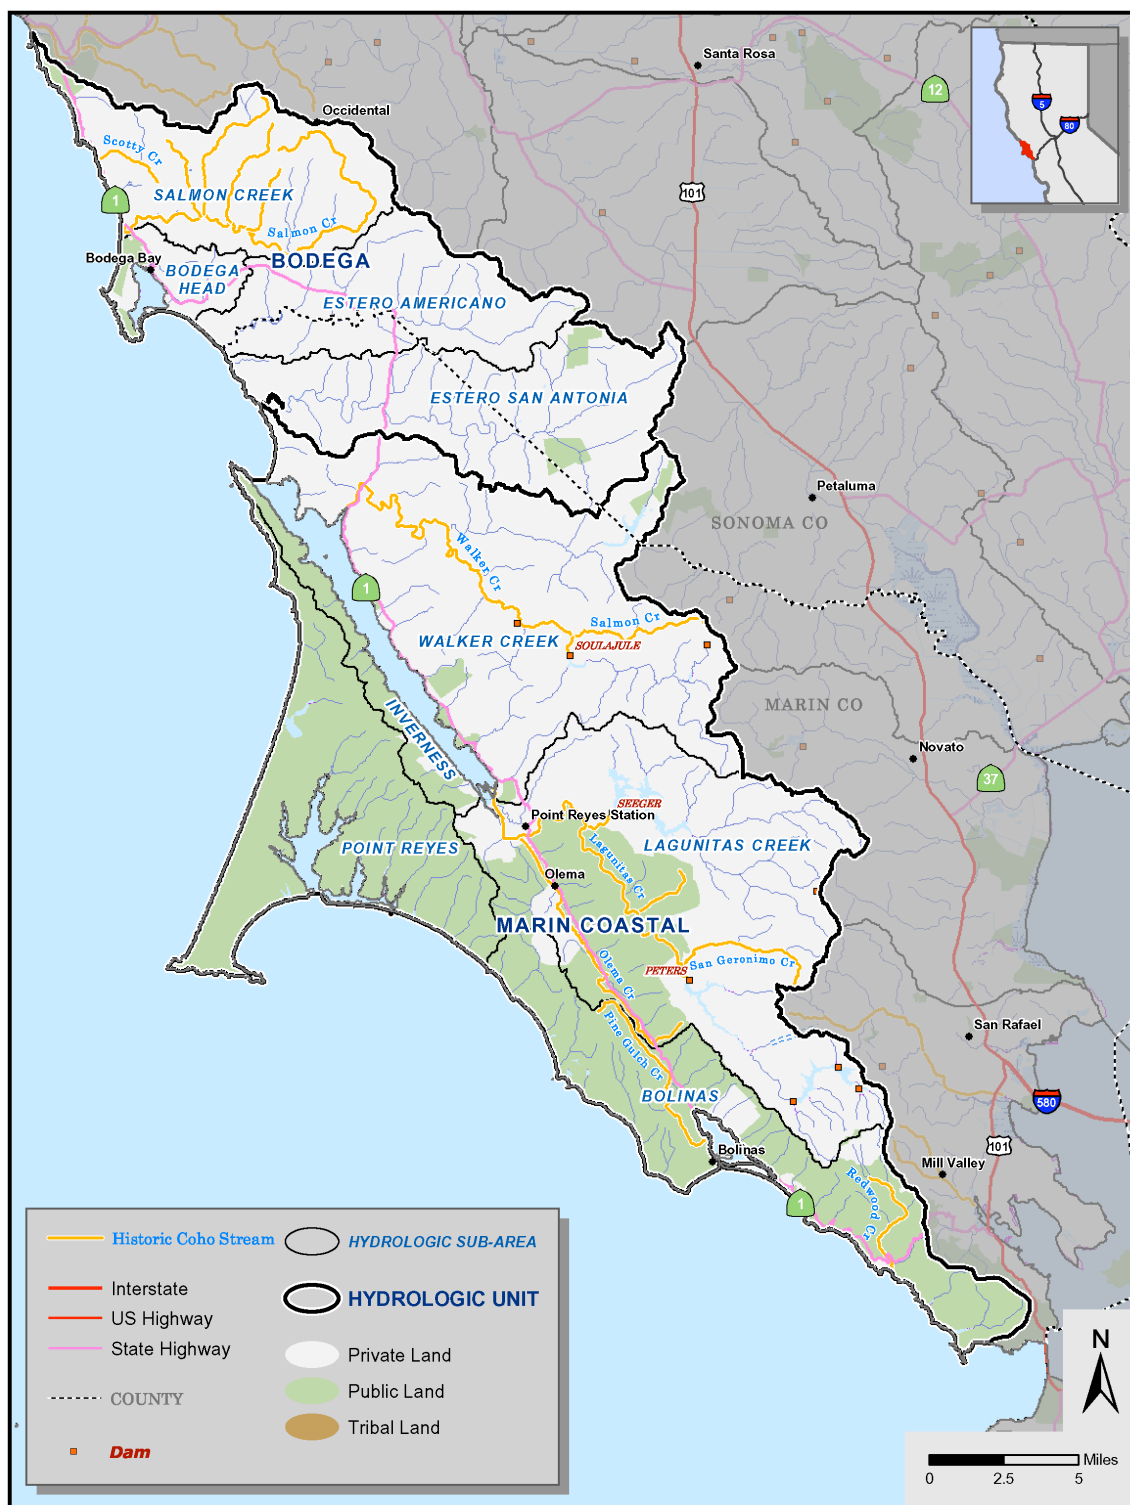 Santa Rosa
12
5
80
Occidental
101
Scotty Cr
SALMON CREEK
1
Salmon Cr
Bodega Bay
BODEGA
HEAD
BODEGA
ESTERO AMERICANO
ESTERO SAN ANTONIA
Petaluma
SONOMA CO
Walker Cr
1
Salmon Cr
WALKER CREEK
SOULAJULE
MARIN CO
INVERNESS
Novato
37
SEEGER
Point Reyes Station
POINT REYES
LAGUNITAS CREEK
Lagunitas Cr
Olema
MARIN COASTAL
Olema Cr
San Geronimo Cr
PETERS
Pine Gulch Cr
San Rafael
BOLINAS
580
101
Bolinas
Mill Valley
Redwood Cr
1
Historic Coho Stream
HYDROLOGIC SUB-AREA
Interstate
HYDROLOGIC UNIT
US Highway
State Highway
Private Land
COUNTY
Public Land
Tribal Land
Dam
N
Miles
0
2.5
5